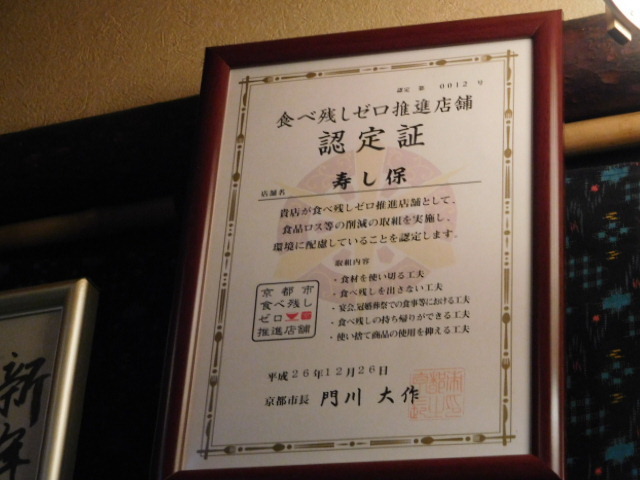 認定 第 0012 号
食べ残しゼロ推進店舗
認定証
店舗名 寿し保
貴店が食べ残しゼロ推進店舗として、
食品ロス等の削減の取組を実施し、
環境に配慮していることを認定します。
取組内容
・食材を使い切る工夫
・食べ残しを出さない工夫
・宴会、冠婚葬祭での食事等における工夫
・食べ残しの持ち帰りができる工夫
・使い捨て商品の使用を抑える工夫
京都市
食べ残し
ゼロ
推進店舗
平成26年12月26日
京都市長 門川 大作
新年